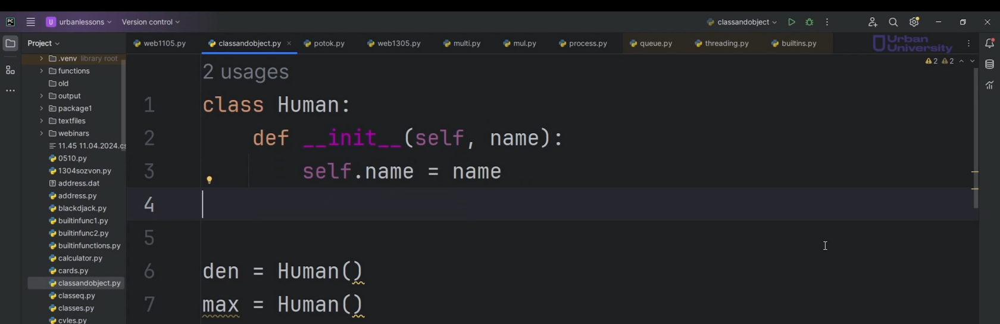 PC
U urbanlessons
Version control
classandobject
Project
web1105.py
classandobject.py
potok.py
web1305.py
multi.py
mul.py
process.py
queue.py
threading.py
builtins.py
Urban
University
.venv library root
functions
old
output
package1
textfiles
webinars
11.45 11.04.2024.cs
0510.py
1304sozvon.py
address.dat
address.py
blackdjack.py
builtinfunc1.py
builtinfunc2.py
builtinfunctions.py
calculator.py
cards.py
classandobject.py
classeq.py
classes.py
cvles.py
2 2
2 usages
1 class Human:
2 def __init__(self, name):
3 self.name = name
4
5
6 den = Human()
7 max = Human()